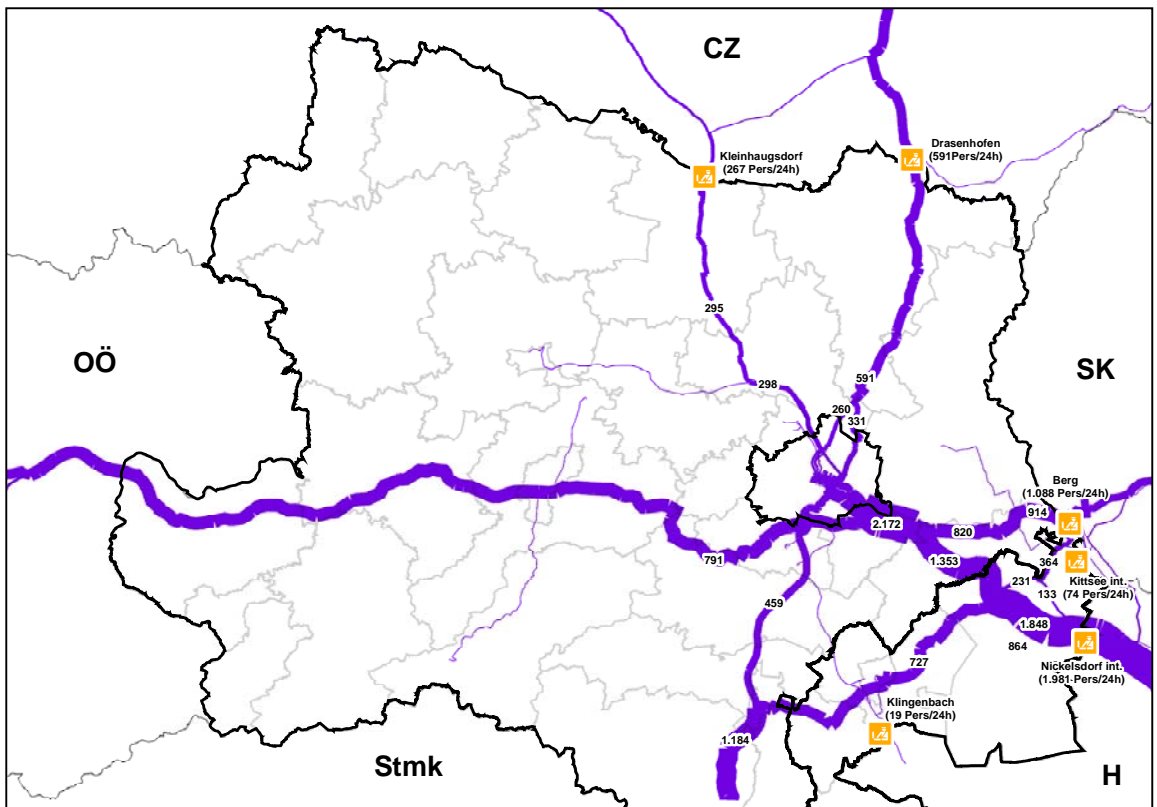 CZ
Drasenhofen
(591Pers/24h)
Kleinhaugsdorf
(267 Pers/24h)
295
OÖ
SK
298
591
260
331
Berg
(1.088 Pers/24h)
914
2.172
820
791
1.353
364
231
Kittsee int.
(74 Pers/24h)
133
459
1.848
864
727
Nickelsdorf int.
(1.981 Pers/24h)
Klingenbach
(19 Pers/24h)
1.184
Stmk
H